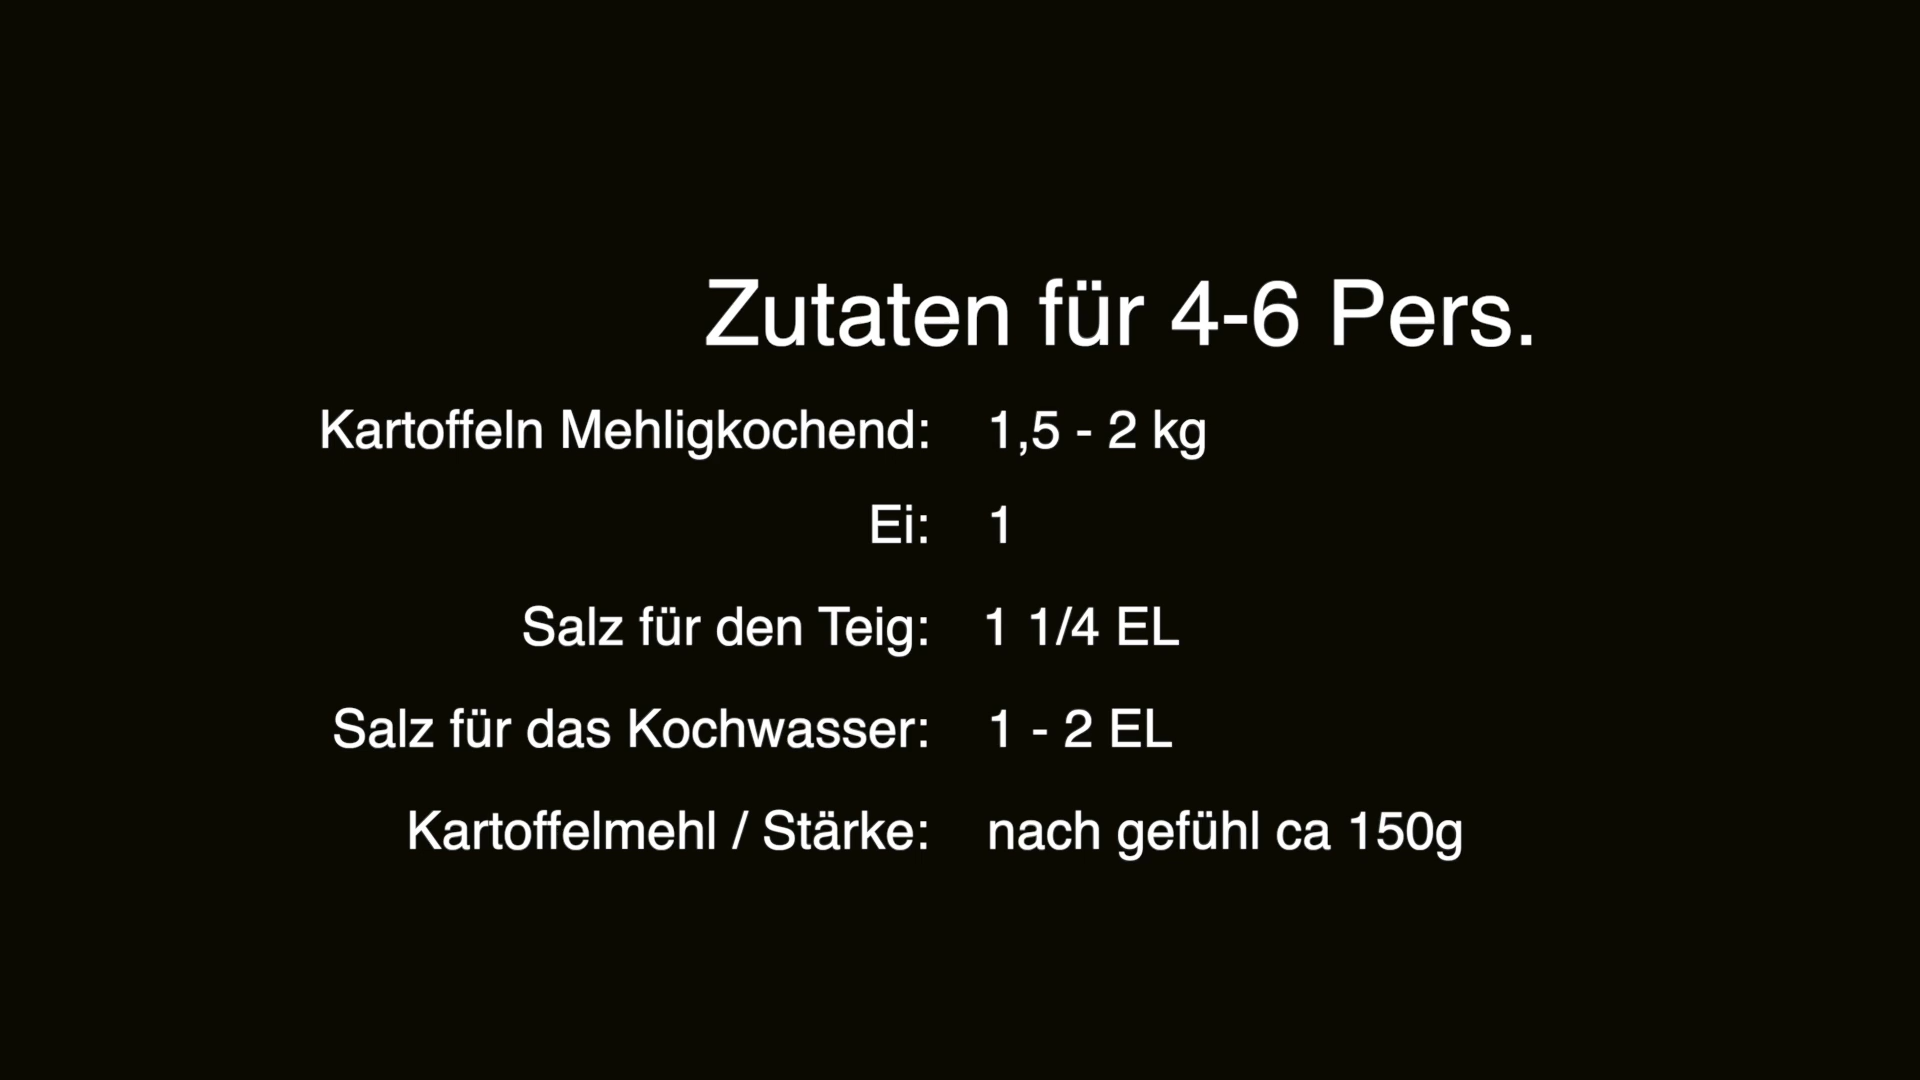 Zutaten für 4-6 Pers.
Kartoffeln Mehligkochend: 1,5 - 2 kg
Ei: 1
Salz für den Teig: 1 1/4 EL
Salz für das Kochwasser: 1 - 2 EL
Kartoffelmehl / Stärke: nach gefühl ca 150g